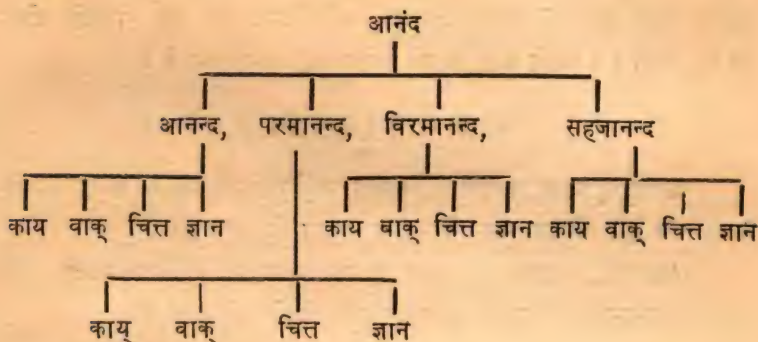 आनंद
आनन्द, परमानन्द, विरमानन्द, सहजानन्द
काय वाक् चित्त ज्ञान काय वाक् चित्त ज्ञान काय वाक् चित्त ज्ञान
काय् वाक् चित्त ज्ञान